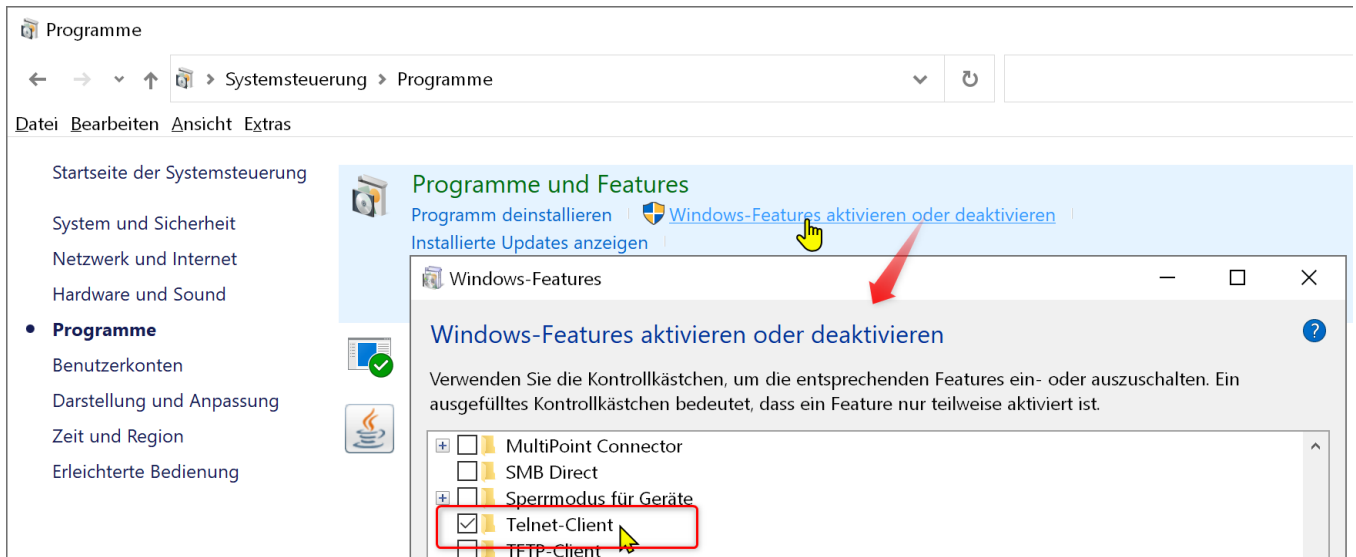 Programme
Systemsteuerung > Programme
Datei Bearbeiten Ansicht Extras
Startseite der Systemsteuerung
System und Sicherheit
Netzwerk und Internet
Hardware und Sound
Programme
Benutzerkonten
Darstellung und Anpassung
Zeit und Region
Erleichterte Bedienung
Programme und Features
Programm deinstallieren
Windows-Features aktivieren oder deaktivieren
Installierte Updates anzeigen
Windows-Features
Windows-Features aktivieren oder deaktivieren
Verwenden Sie die Kontrollkästchen, um die entsprechenden Features ein- oder auszuschalten. Ein
ausgefülltes Kontrollkästchen bedeutet, dass ein Feature nur teilweise aktiviert ist.
MultiPoint Connector
SMB Direct
Sperrmodus für Geräte
Telnet-Client
TFTP-Client